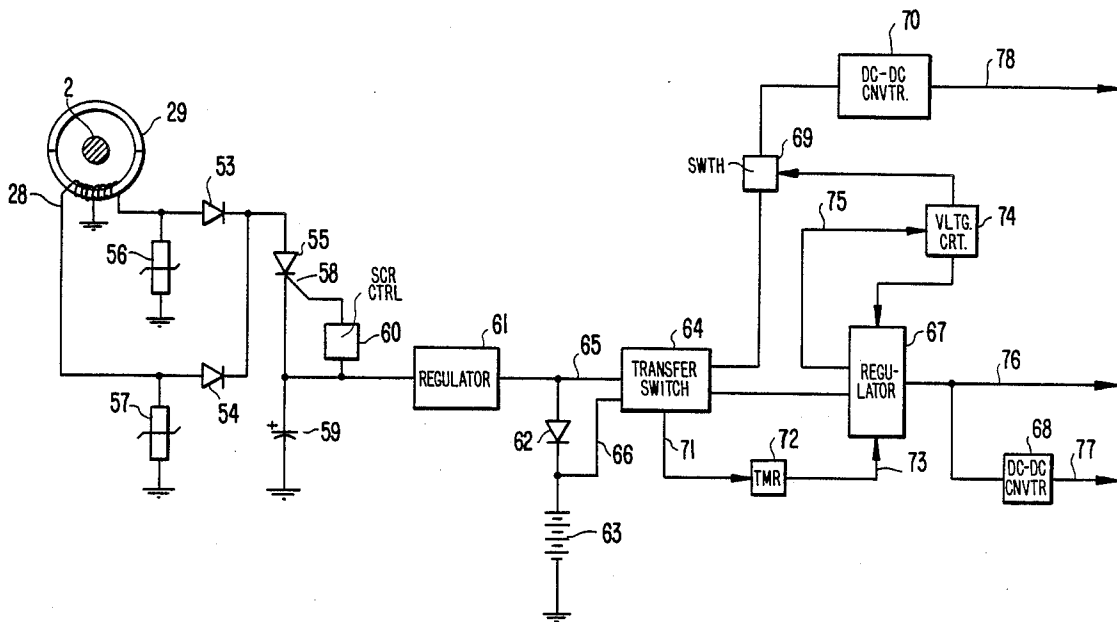 70
DC-DC
CNVTR.
78
2
29
69
SWTH
53
28
75
VLTG.
CRT.
74
55
56
58
SCR
CTRL
60
61
REGULATOR
65
64
TRANSFER
SWITCH
67
REGU-
LATOR
76
57
54
+
59
62
66
71
72
TMR
73
68
DC-DC
CNVTR
77
63